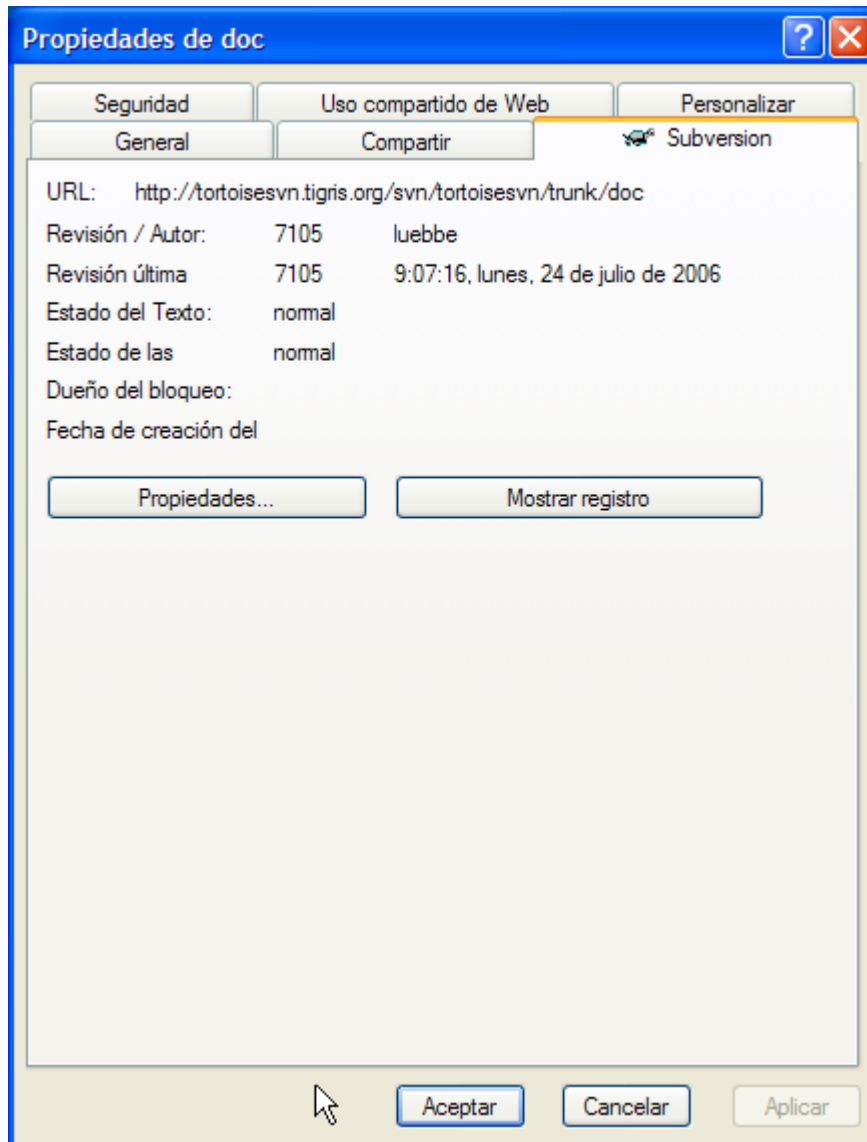 Propiedades de doc
Seguridad Uso compartido de Web Personalizar
General Compartir Subversion
URL: http://tortoisesvn.tigris.org/svn/tortoisesvn/trunk/doc
Revisión / Autor: 7105 luebbe
Revisión última 7105 9:07:16, lunes, 24 de julio de 2006
Estado del Texto: normal
Estado de las normal
Dueño del bloqueo:
Fecha de creación del
Propiedades... Mostrar registro
Aceptar Cancelar Aplicar